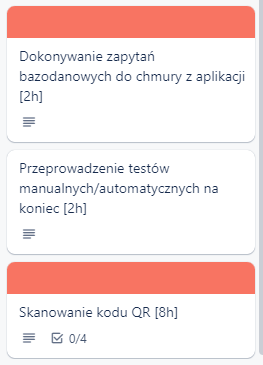 Dokonywanie zapytań
bazodanowych do chmury z aplikacji
[2h]
Przeprowadzenie testów
manualnych/automatycznych na
koniec [2h]
Skanowanie kodu QR [8h]
0/4